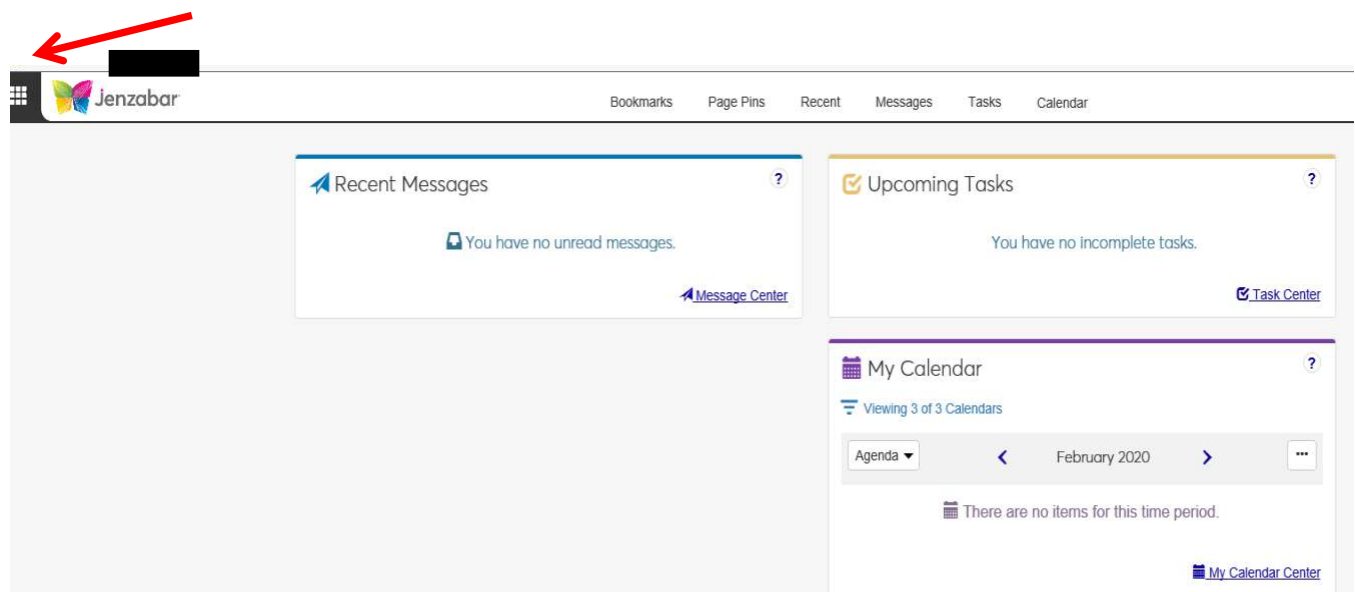 Jenzabar
Bookmarks Page Pins Recent Messages Tasks Calendar
Recent Messages ?
You have no unread messages.
Message Center
Upcoming Tasks ?
You have no incomplete tasks.
Task Center
My Calendar ?
Viewing 3 of 3 Calendars
Agenda February 2020 ...
There are no items for this time period.
My Calendar Center